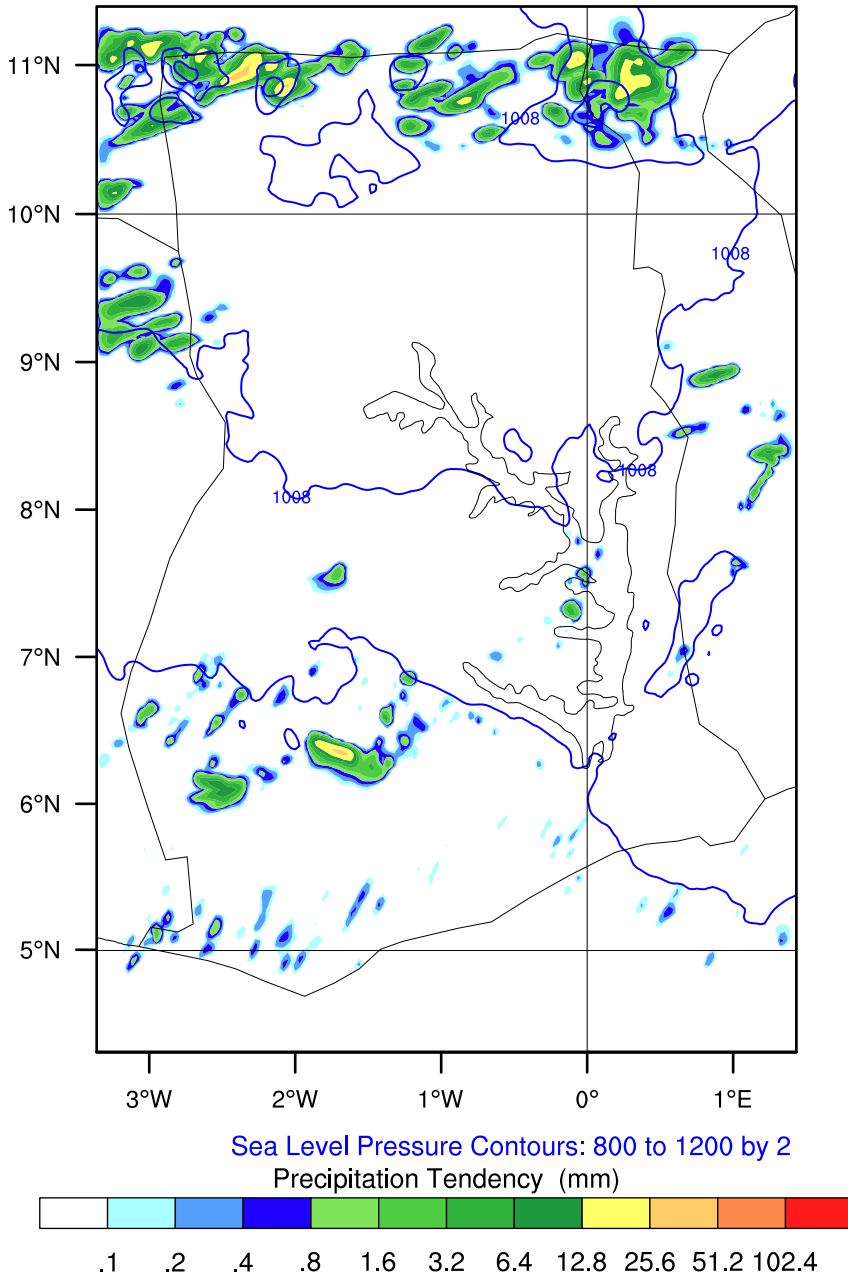 11°N
1008
10°N
1008
9°N
1008
1008
8°N
7°N
6°N
5°N
3°W 2°W 1°W 0° 1°E
Sea Level Pressure Contours: 800 to 1200 by 2
Precipitation Tendency (mm)
.1 .2 .4 .8 1.6 3.2 6.4 12.8 25.6 51.2 102.4